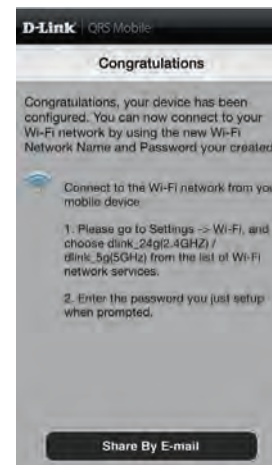 D-Link QRS Mobile
Congratulations
Congratulations, your device has been
configured. You can now connect to your
Wi-Fi network by using the new Wi-Fi
Network Name and Password your created
Connect to the Wi-Fi network from you
mobile device
1. Please go to Settings -> Wi-Fi, and
choose dlink_24g(2.4GHZ) /
dlink_5g(5GHz) from the list of Wi-Fi
network services.
2. Enter the password you just setup
when prompted.
Share By E-mail